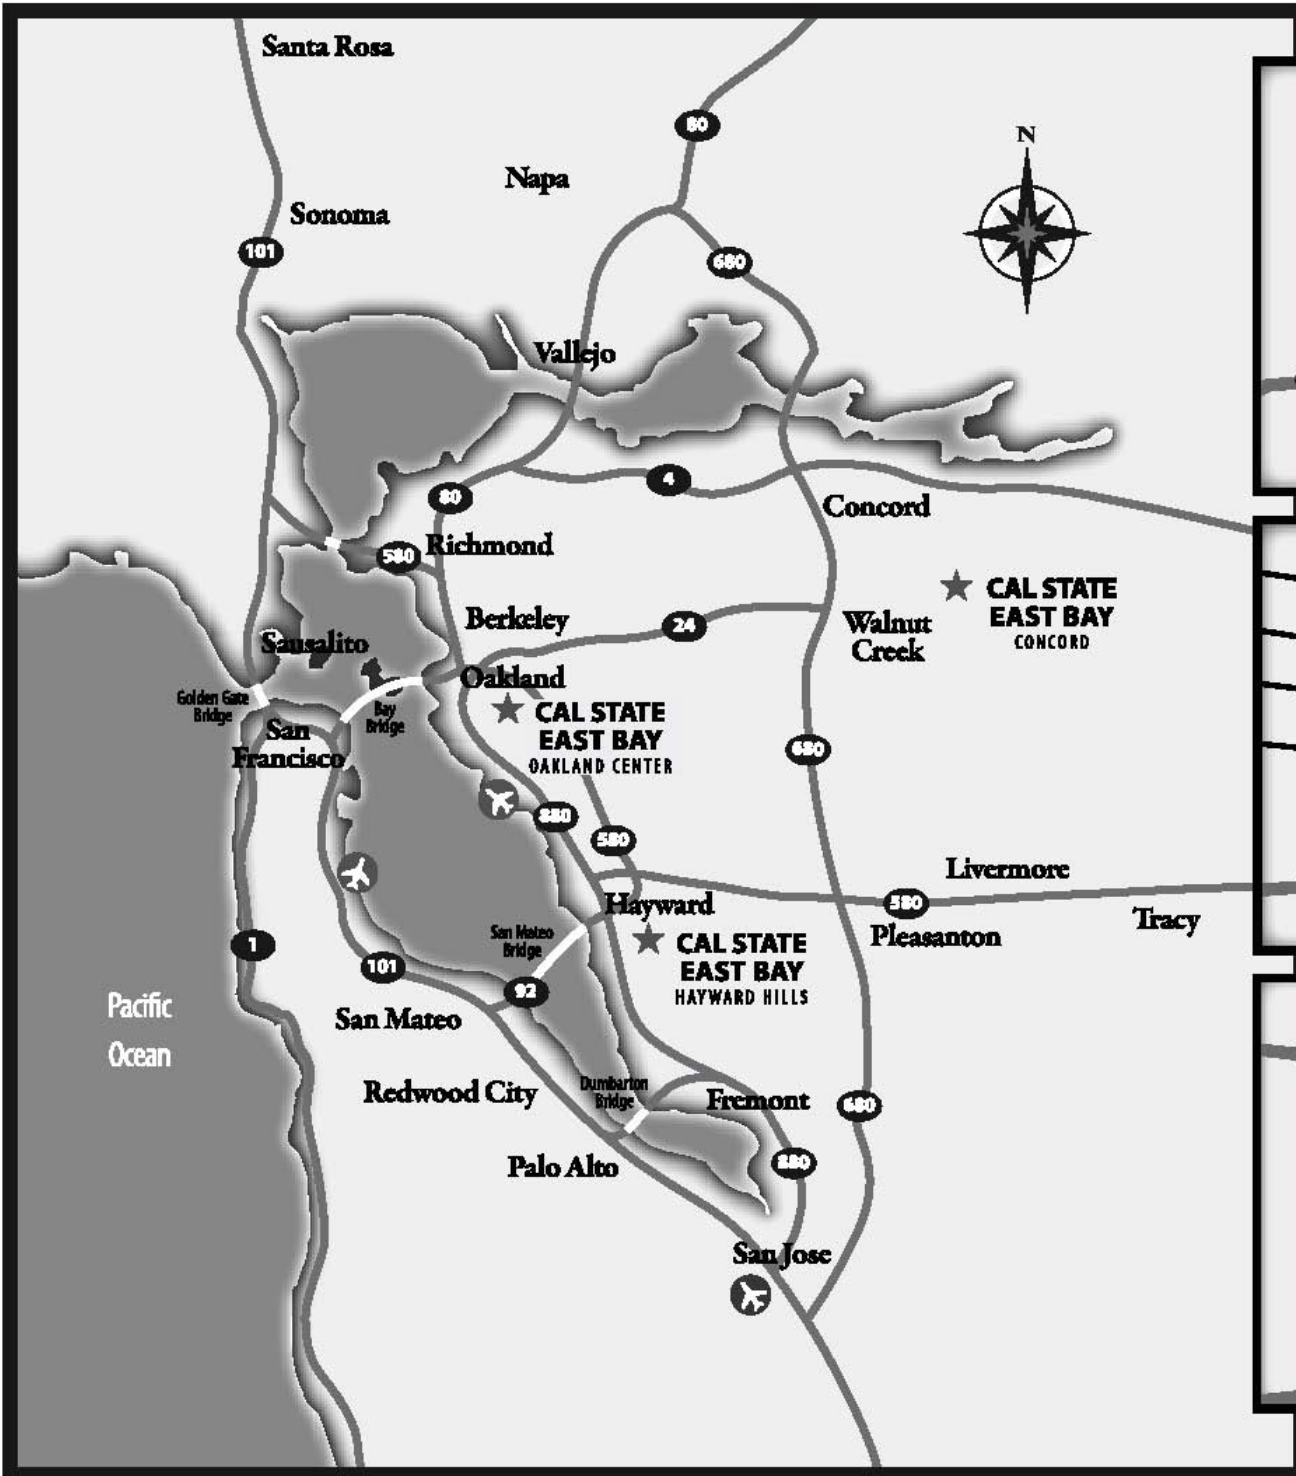 Santa Rosa
80
N
Napa
Sonoma
101
680
Vallejo
4
80
Concord
Richmond
580
CAL STATE
EAST BAY
CONCORD
Berkeley
24
Walnut
Creek
Sausalito
Oakland
Golden Gate
Bridge
Bay
Bridge
CAL STATE
EAST BAY
OAKLAND CENTER
San
Francisco
680
880
580
Livermore
580
Hayward
Tracy
Pleasanton
San Mateo
Bridge
CAL STATE
EAST BAY
HAYWARD HILLS
1
101
92
Pacific
Ocean
San Mateo
Redwood City
Dumbarton
Bridge
Fremont
680
Palo Alto
880
San Jose